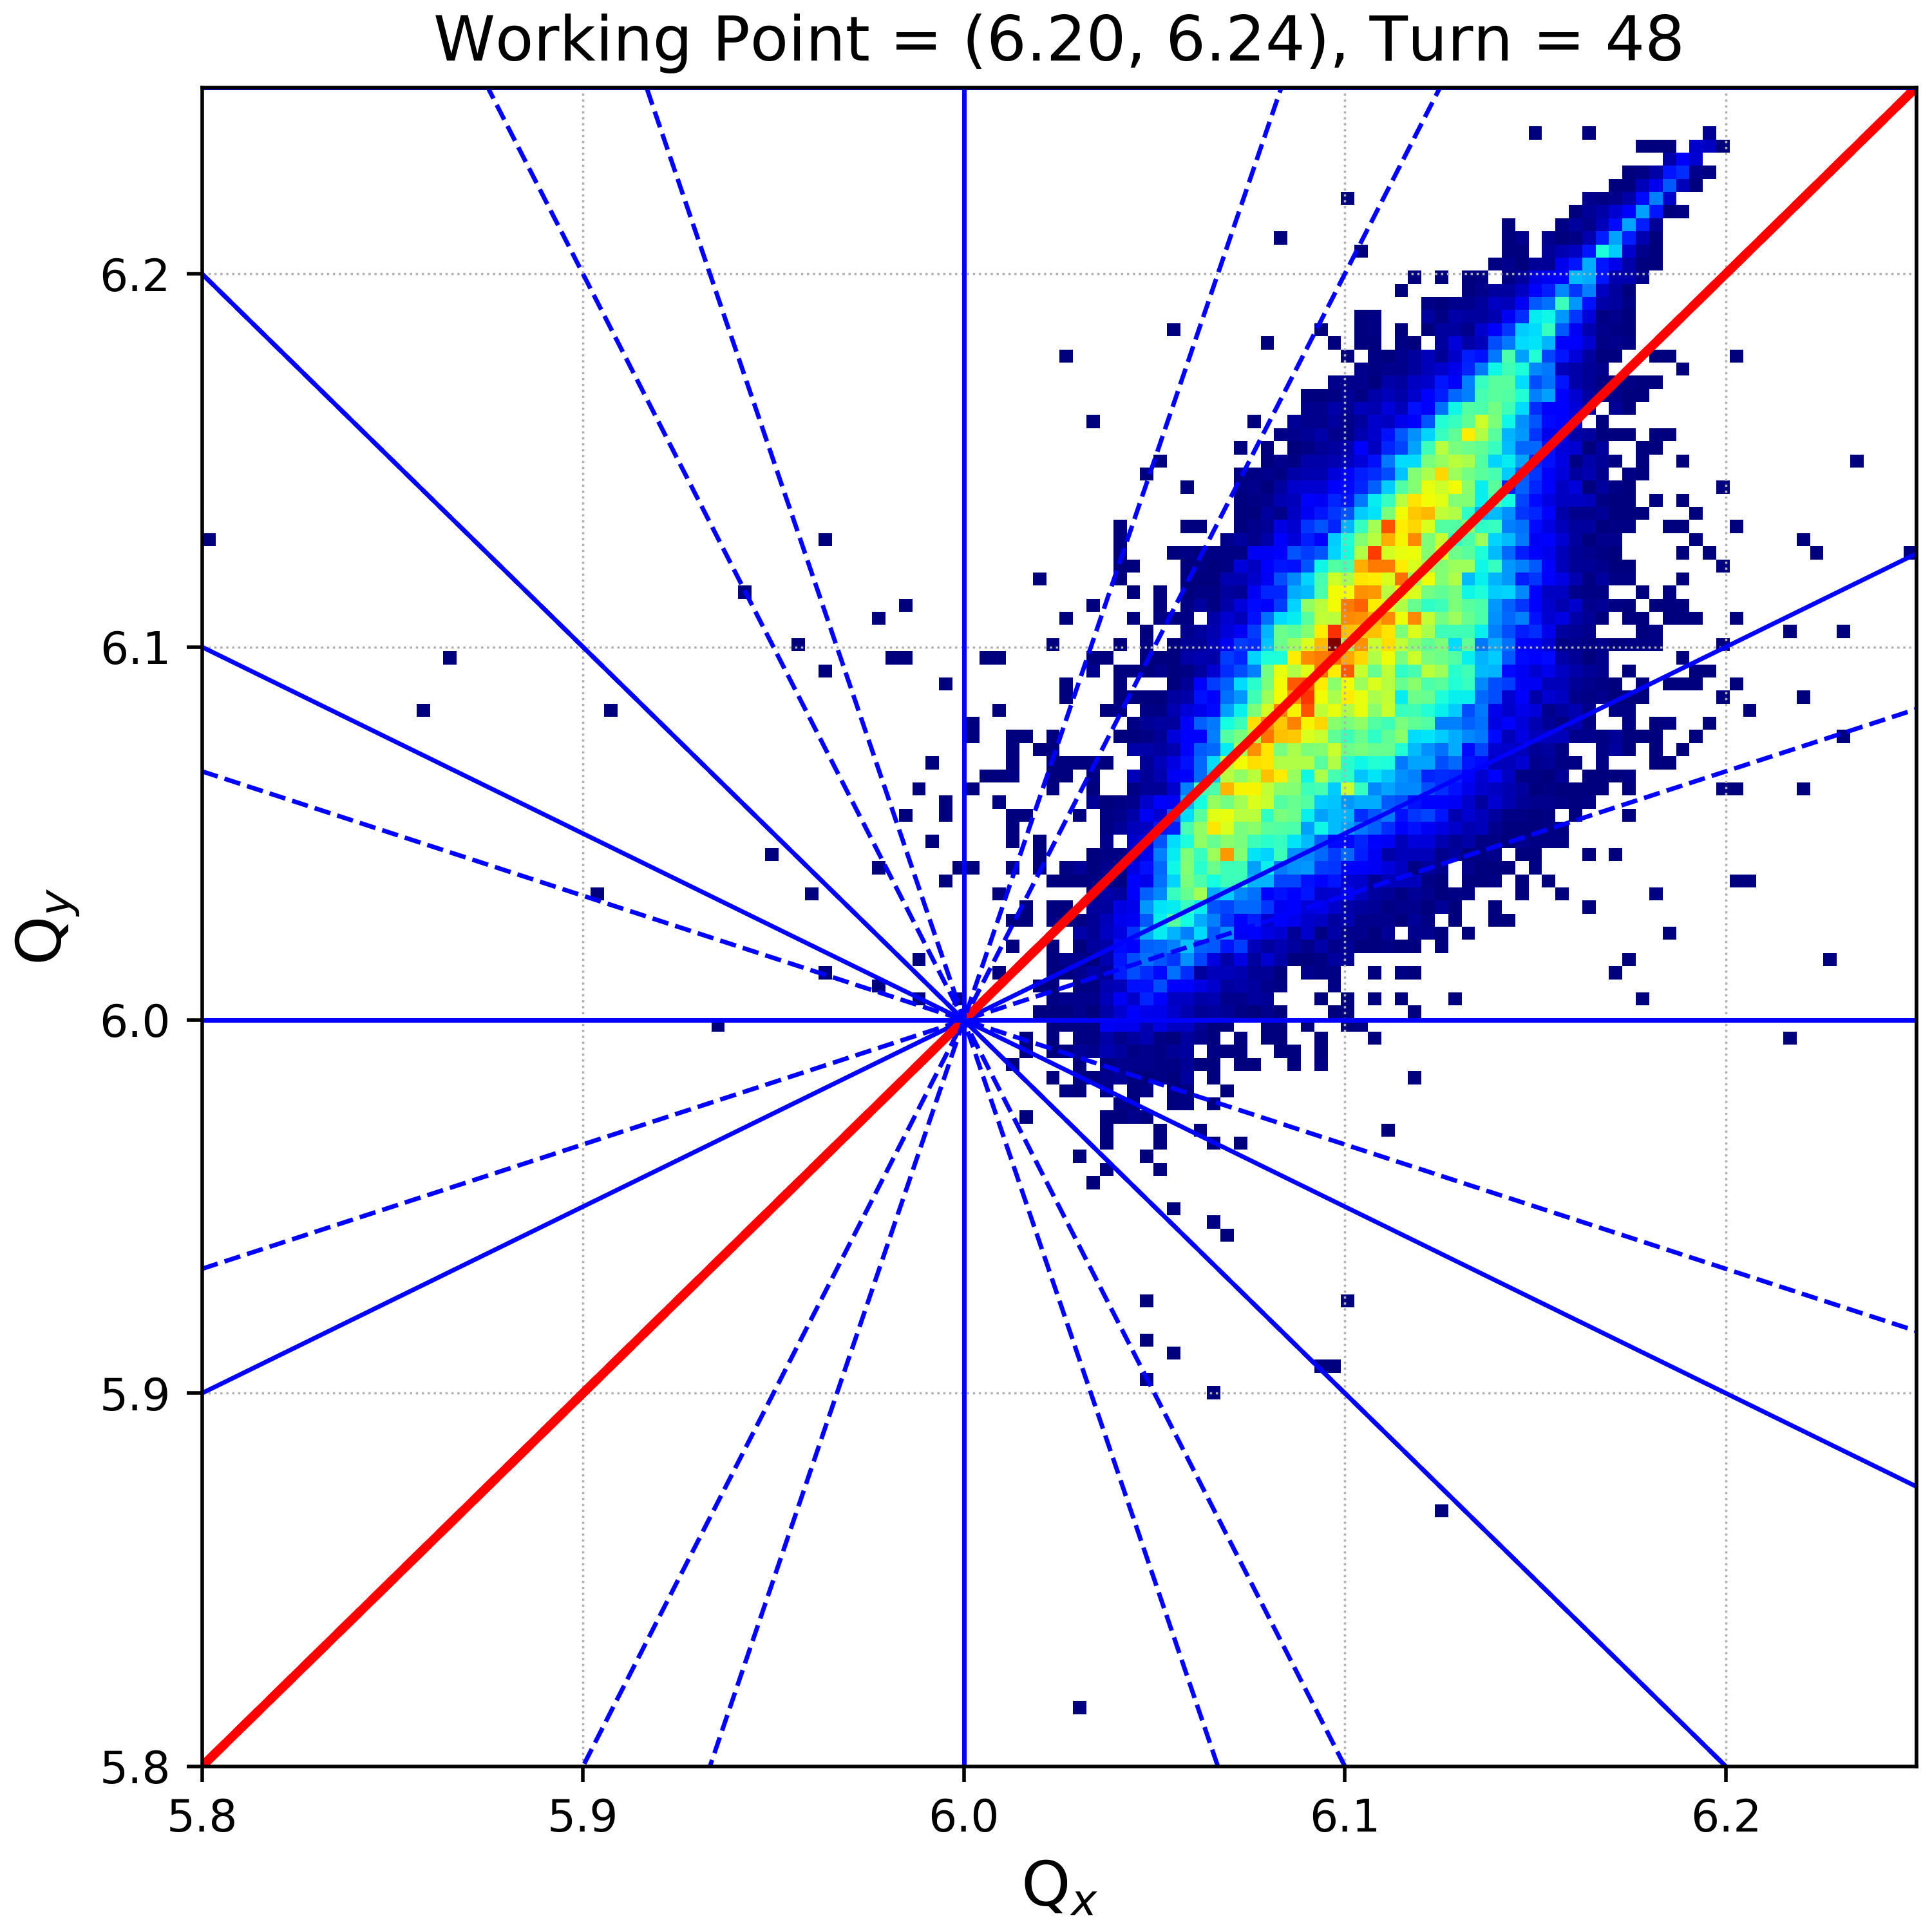 Working Point = (6.20, 6.24), Turn = 48
6.2
6.1
6.0
5.9
5.8
Qy
5.8 5.9 6.0 6.1 6.2
Qx